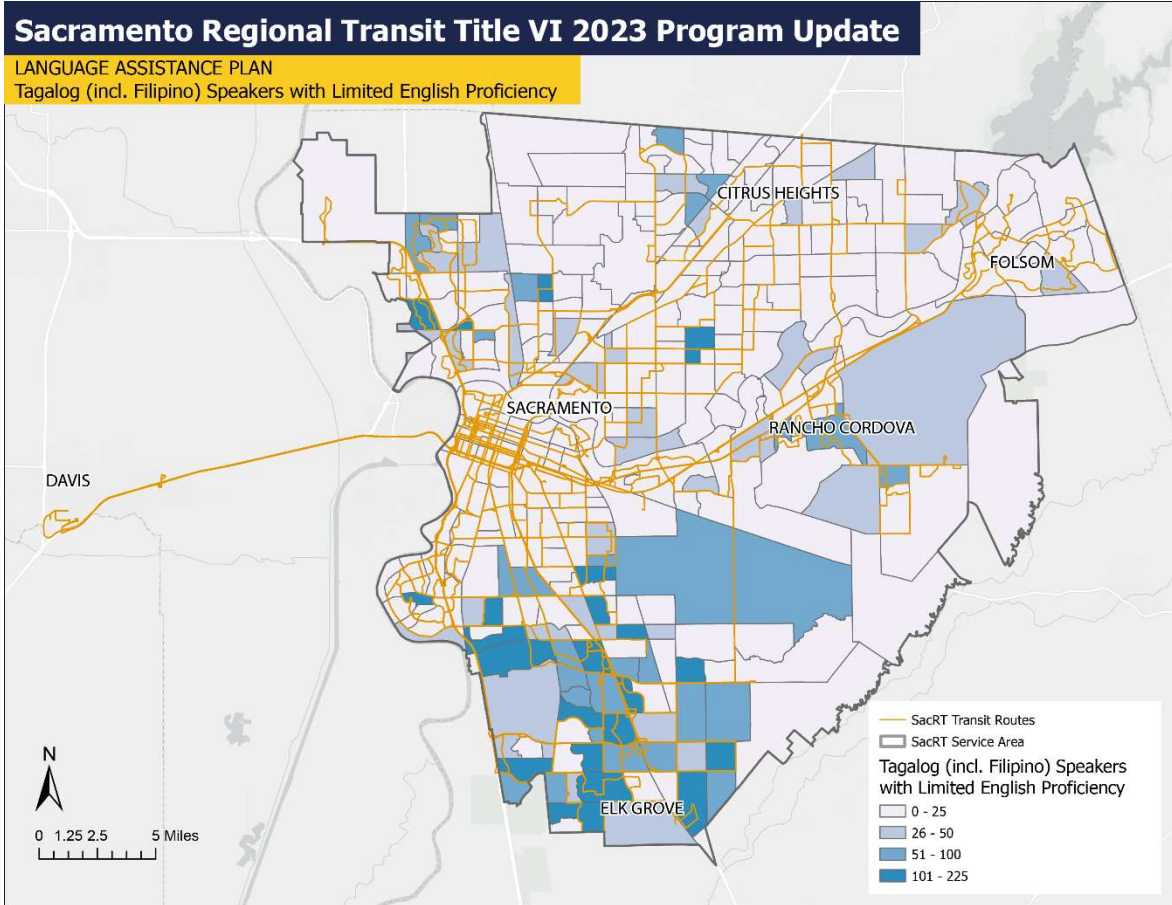 Sacramento Regional Transit Title VI 2023 Program Update
LANGUAGE ASSISTANCE PLAN
Tagalog (incl. Filipino) Speakers with Limited English Proficiency
CITRUS HEIGHTS
FOLSOM
SACRAMENTO
RANCHO CORDOVA
DAVIS
ELK GROVE
N
0 1.25 2.5 5 Miles
SacRT Transit Routes
SacRT Service Area
Tagalog (incl. Filipino) Speakers
with Limited English Proficiency
0 - 25
26 - 50
51 - 100
101 - 225